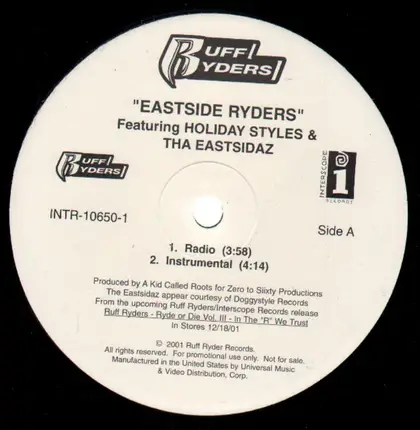 RUFF
RYDERS
"EASTSIDE RYDERS"
Featuring HOLIDAY STYLES &
THA EASTSIDAZ
RUFF
RYDERS
INTERSCOPE
RECORDS
INTR-10650-1
Side A
1. Radio (3:58)
2. Instrumental (4:14)
Produced by A Kid Called Roots for Zero to Siixty Productions
The Eastsidaz appear courtesy of Doggystyle Records
From the upcoming Ruff Ryders/Interscope Records release
Ruff Ryders - Ryde or Die Vol. III - In The "R" We Trust
In Stores 12/18/01
© 2001 Ruff Ryder Records.
All rights reserved. For promotional use only. Not for sale.
Manufactured in the United States by Universal Music
& Video Distribution, Corp.